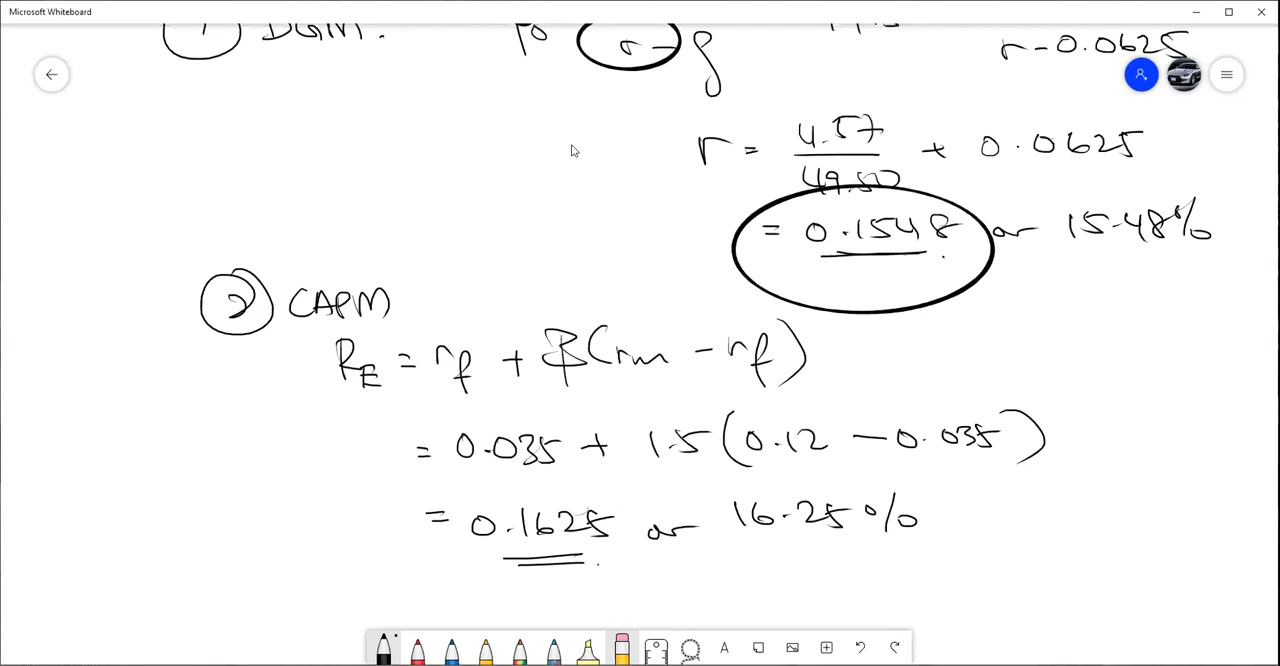 Microsoft Whiteboard
1 DGM.
r - g
r - 0.0625
r = 4.57
49.50
+ 0.0625
= 0.1548 or 15.48%
2 CAPM
RE = rf + β(rm - rf)
= 0.035 + 1.5(0.12 - 0.035)
= 0.1625 or 16.25%
A